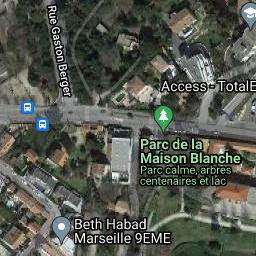 Rue Gaston Berger
Access - TotalE
Parc de la
Maison Blanche
Parc calme, arbres
centenaires et lac
Beth Habad
Marseille 9EME